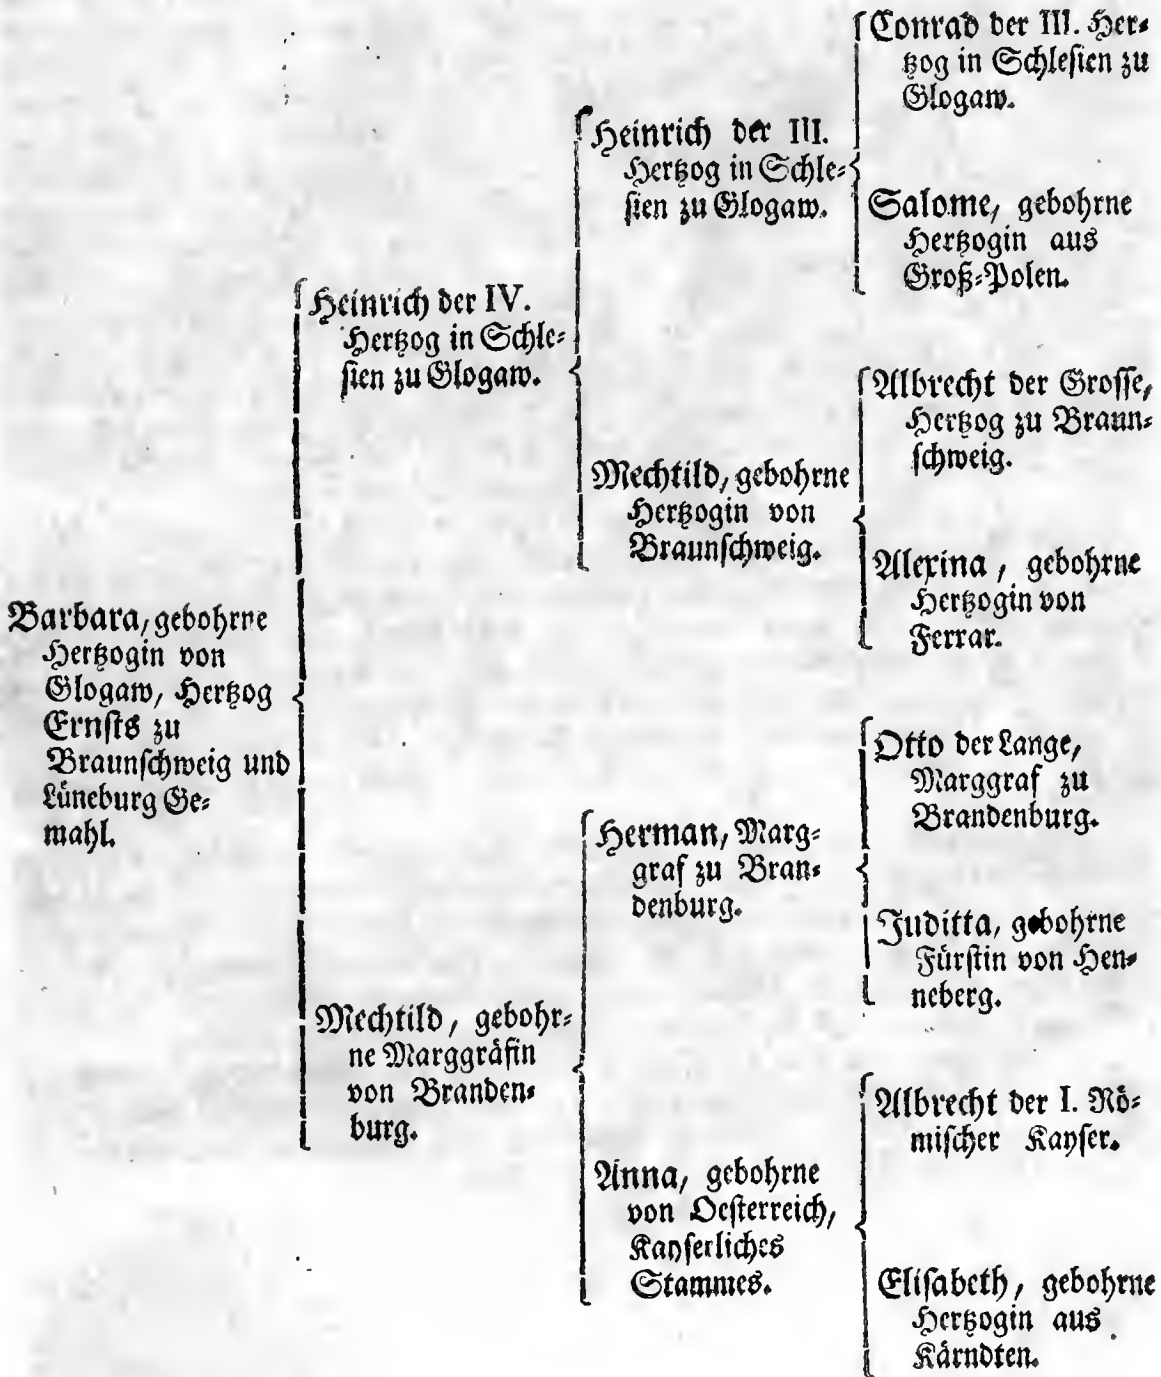 Barbara, gebohrne
Hertzogin von
Glogaw, Hertzog
Ernsts zu
Braunschweig und
Lüneburg Ge=
mahl.
Heinrich der IV.
Hertzog in Schle=
sien zu Glogaw.
Mechtild, gebohr=
ne Marggräfin
von Branden=
burg.
Heinrich der III.
Hertzog in Schle=
sien zu Glogaw.
Mechtild, gebohrne
Hertzogin von
Braunschweig.
Herman, Marg=
graf zu Bran=
denburg.
Anna, gebohrne
von Oesterreich,
Kayserliches
Stammes.
Conrad der III. Her=
tzog in Schlesien zu
Glogaw.
Salome, gebohrne
Hertzogin aus
Groß=Polen.
Albrecht der Grosse,
Hertzog zu Braun=
schweig.
Alexina, gebohrne
Hertzogin von
Ferrar.
Otto der Lange,
Marggraf zu
Brandenburg.
Juditta, gebohrne
Fürstin von Hen=
neberg.
Albrecht der I. Rö=
mischer Kayser.
Elisabeth, gebohrne
Hertzogin aus
Kärndten.